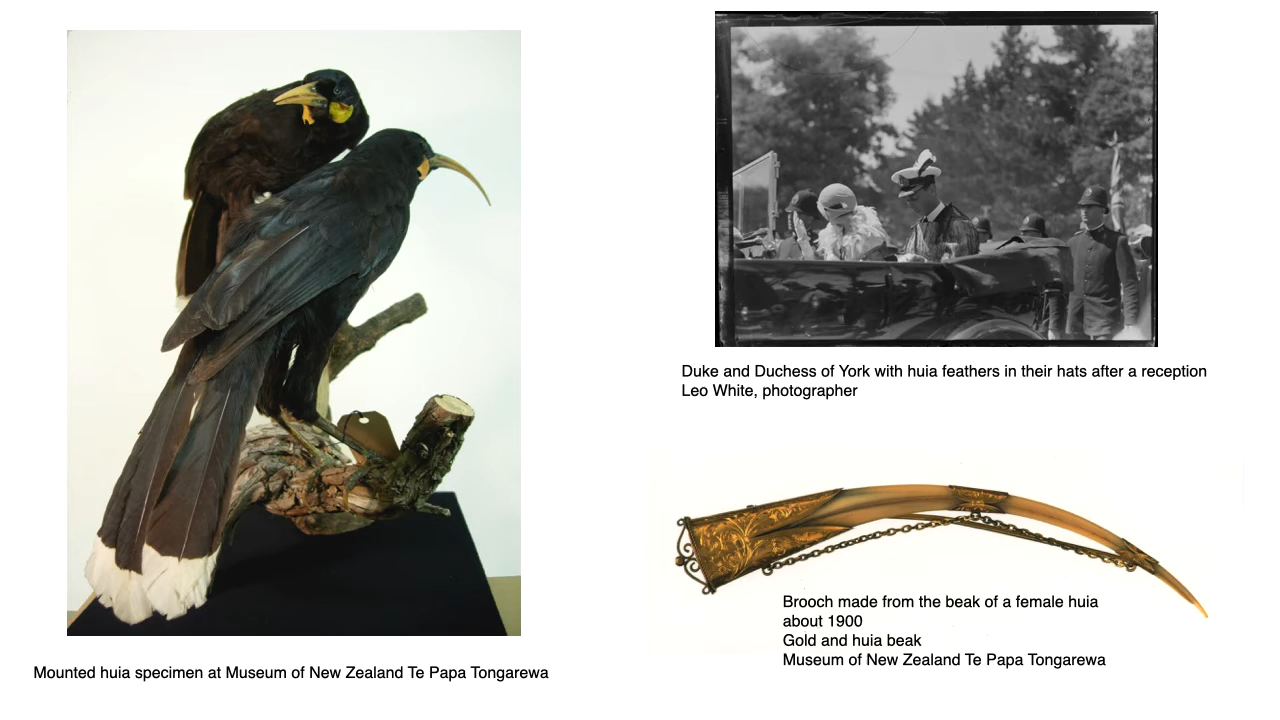 Duke and Duchess of York with huia feathers in their hats after a reception
Leo White, photographer
Brooch made from the beak of a female huia
about 1900
Gold and huia beak
Museum of New Zealand Te Papa Tongarewa
Mounted huia specimen at Museum of New Zealand Te Papa Tongarewa